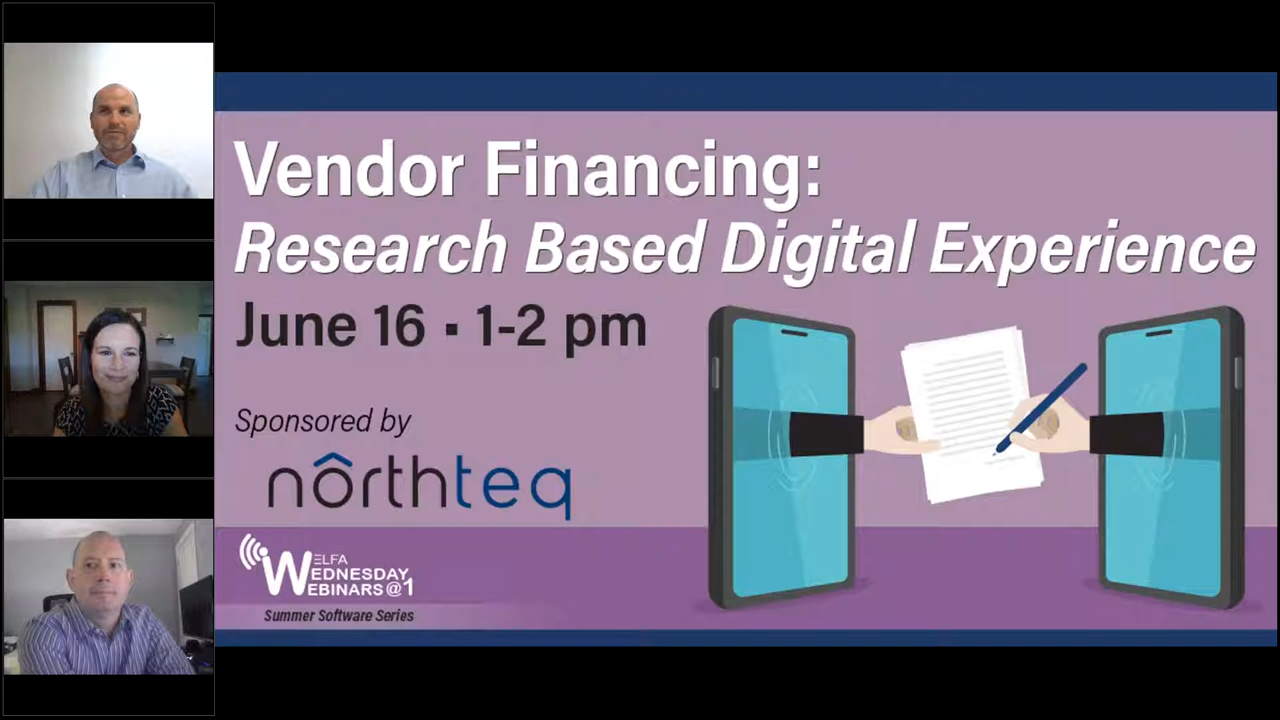 Vendor Financing:
Research Based Digital Experience
June 16 ▪ 1-2 pm
Sponsored by
nôrthteq
ELFA
WEDNESDAY
WEBINARS@1
Summer Software Series